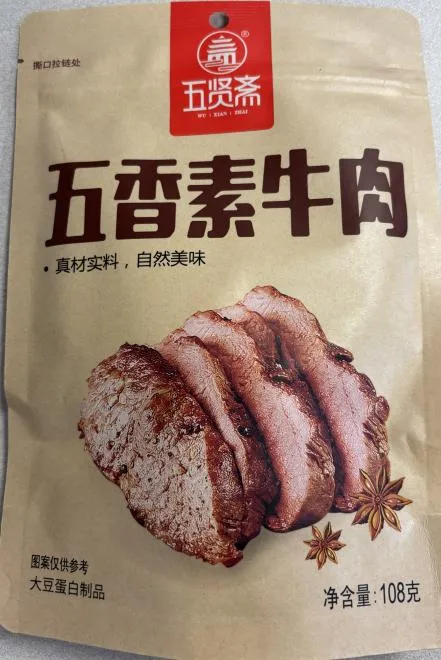 撕口拉链处
®
五贤斋
WU | XIAN | ZHAI
五香素牛肉
• 真材实料，自然美味
图案仅供参考
大豆蛋白制品
净含量:108克